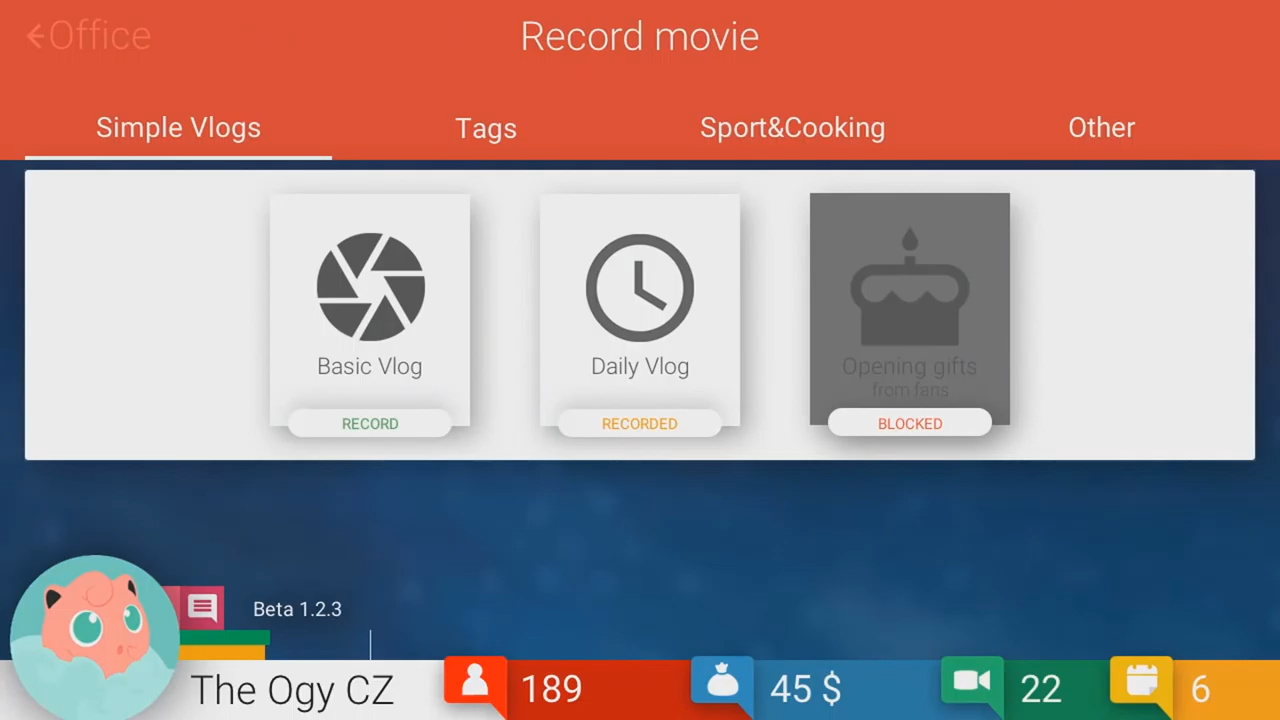 Office
Record movie
Simple Vlogs
Tags
Sport&Cooking
Other
Basic Vlog
Daily Vlog
Opening gifts
from fans
RECORD
RECORDED
BLOCKED
Beta 1.2.3
The Ogy CZ
189
45 $
22
6